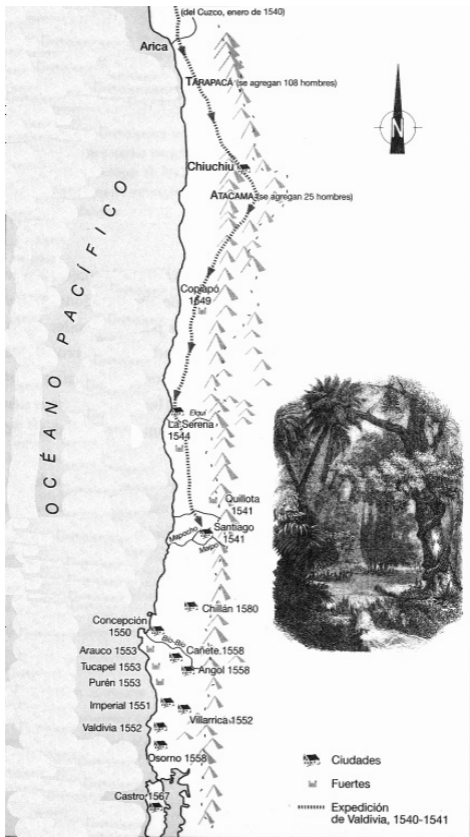 (del Cuzco, enero de 1540)
Arica
TARAPACÁ (se agregan 108 hombres)
N
Chiuchiu
ATACAMA (se agregan 25 hombres)
OCÉANO PACÍFICO
Copiapó
1549
Elqui
La Serena
1544
Quillota
1541
Santiago
1541
Mapocho
Maipo
Chillán 1580
Concepción
1550
Bío-Bío
Arauco 1553
Cañete 1558
Tucapel 1553
Angol 1558
Purén 1553
Imperial 1551
Villarrica 1552
Valdivia 1552
Osorno 1558
Castro 1567
Ciudades
Fuertes
Expedición
de Valdivia, 1540-1541